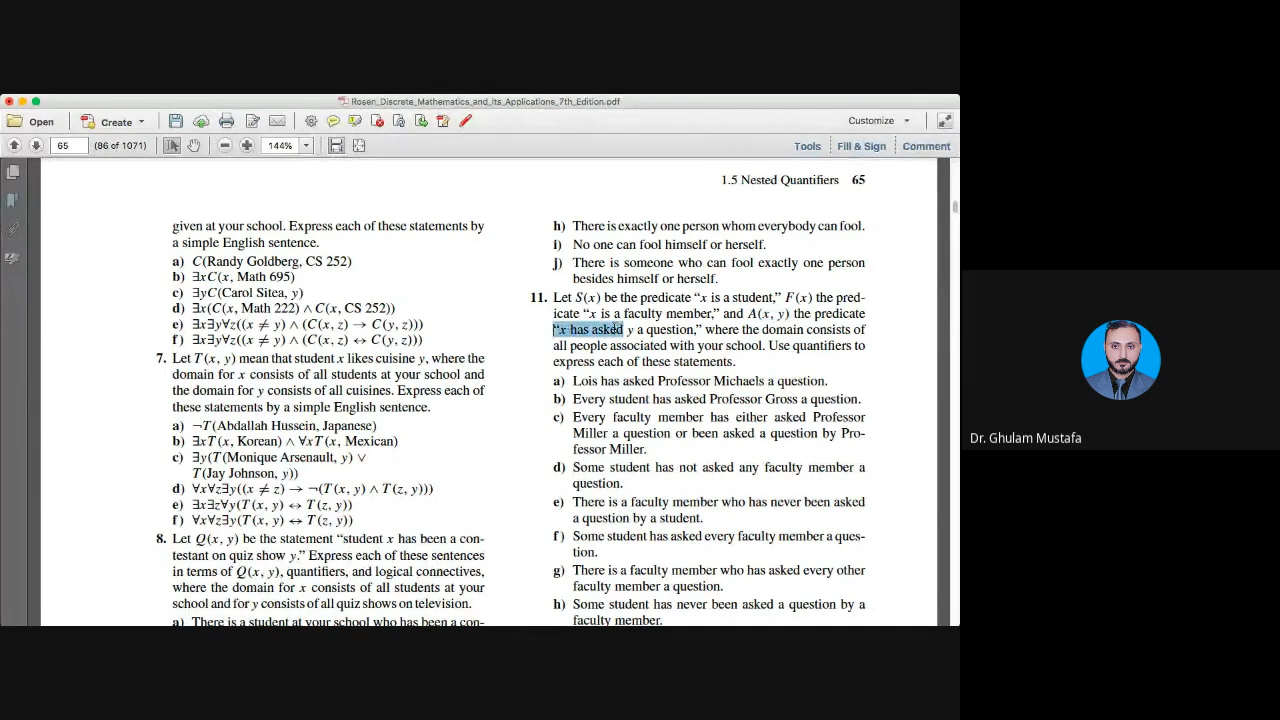 Rosen_Discrete_Mathematics_and_Its_Applications_7th_Edition.pdf
Open
Create
Customize
65
(86 of 1071)
144%
Tools
Fill & Sign
Comment
1.5 Nested Quantifiers 65
given at your school. Express each of these statements by
a simple English sentence.
a) C(Randy Goldberg, CS 252)
b) ∃xC(x, Math 695)
c) ∃yC(Carol Sitea, y)
d) ∃x(C(x, Math 222) ∧ C(x, CS 252))
e) ∃x∃y∀z((x ≠ y) ∧ (C(x, z) → C(y, z)))
f) ∃x∃y∀z((x ≠ y) ∧ (C(x, z) ↔ C(y, z)))
7. Let T(x, y) mean that student x likes cuisine y, where the
domain for x consists of all students at your school and
the domain for y consists of all cuisines. Express each of
these statements by a simple English sentence.
a) ¬T(Abdallah Hussein, Japanese)
b) ∃xT(x, Korean) ∧ ∀xT(x, Mexican)
c) ∃y(T(Monique Arsenault, y) ∨
T(Jay Johnson, y))
d) ∀x∀z∃y((x ≠ z) → ¬(T(x, y) ∧ T(z, y)))
e) ∃x∃z∀y(T(x, y) ↔ T(z, y))
f) ∀x∀z∃y(T(x, y) ↔ T(z, y))
8. Let Q(x, y) be the statement “student x has been a con-
testant on quiz show y.” Express each of these sentences
in terms of Q(x, y), quantifiers, and logical connectives,
where the domain for x consists of all students at your
school and for y consists of all quiz shows on television.
a) There is a student at your school who has been a con-
h) There is exactly one person whom everybody can fool.
i) No one can fool himself or herself.
j) There is someone who can fool exactly one person
besides himself or herself.
11. Let S(x) be the predicate “x is a student,” F(x) the pred-
icate “x is a faculty member,” and A(x, y) the predicate
“x has asked y a question,” where the domain consists of
all people associated with your school. Use quantifiers to
express each of these statements.
a) Lois has asked Professor Michaels a question.
b) Every student has asked Professor Gross a question.
c) Every faculty member has either asked Professor
Miller a question or been asked a question by Pro-
fessor Miller.
d) Some student has not asked any faculty member a
question.
e) There is a faculty member who has never been asked
a question by a student.
f) Some student has asked every faculty member a ques-
tion.
g) There is a faculty member who has asked every other
faculty member a question.
h) Some student has never been asked a question by a
faculty member.
Dr. Ghulam Mustafa